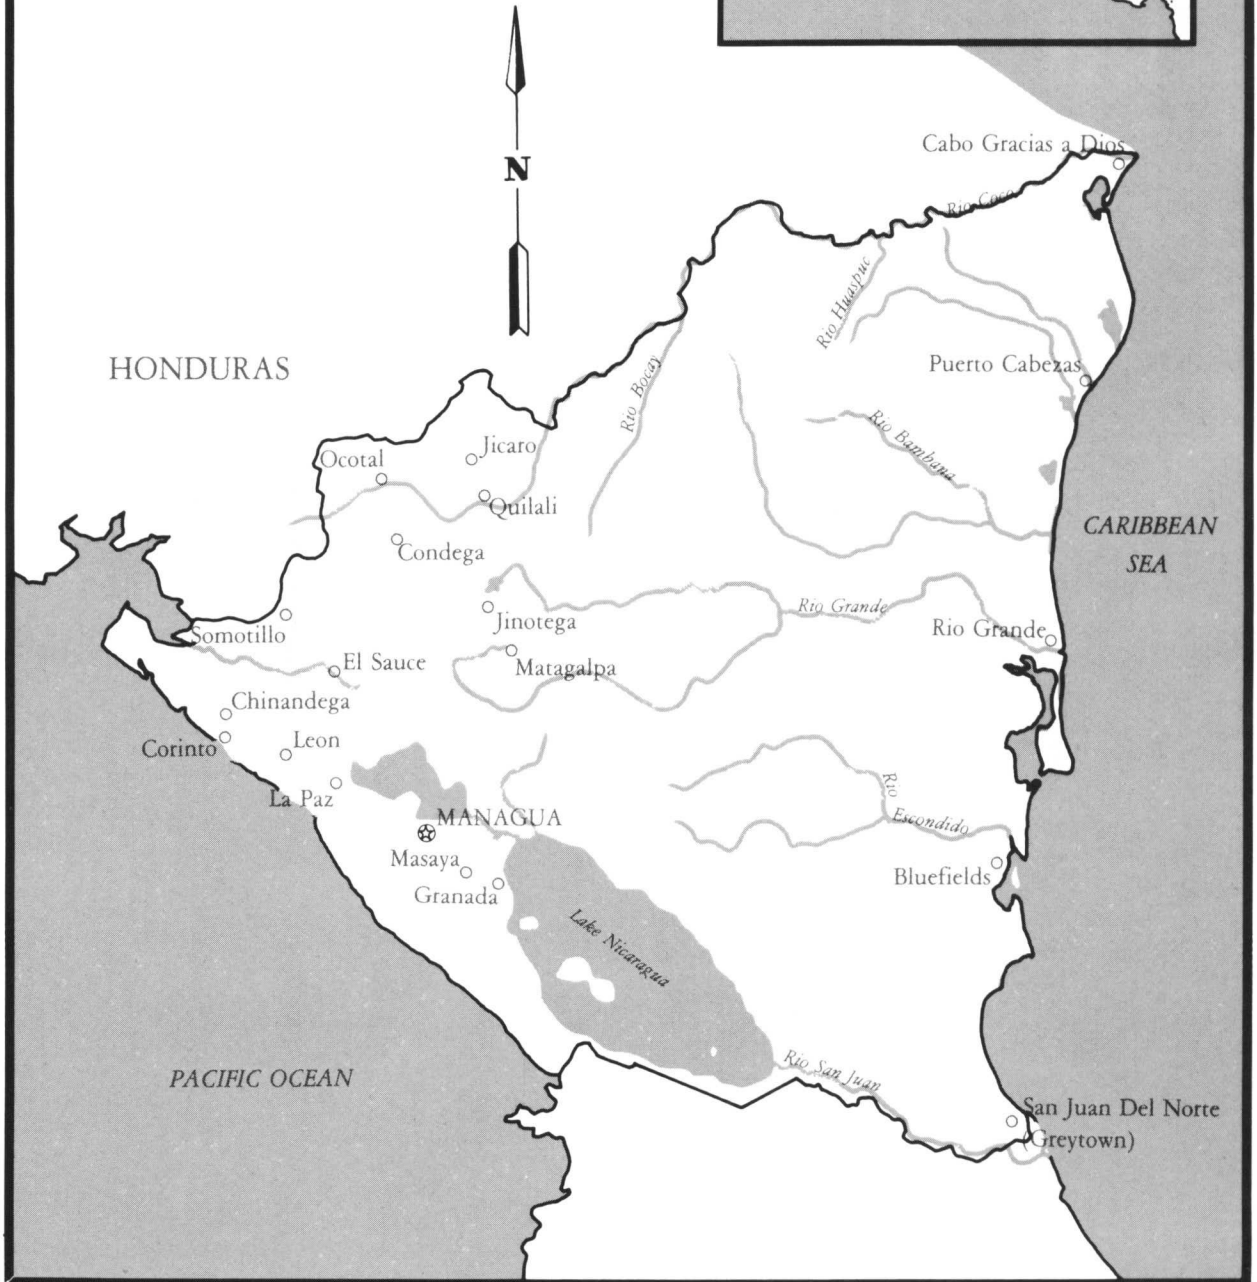 N
Cabo Gracias a Dios
Rio Coco
Rio Huaspuc
HONDURAS
Rio Bocay
Puerto Cabezas
Rio Bambana
Jicaro
Ocotal
Quilali
CARIBBEAN
SEA
Condega
Rio Grande
Jinotega
Somotillo
Rio Grande
El Sauce
Matagalpa
Chinandega
Corinto
Leon
La Paz
Rio
Escondido
MANAGUA
Masaya
Bluefields
Granada
Lake Nicaragua
PACIFIC OCEAN
Rio San Juan
San Juan Del Norte
(Greytown)